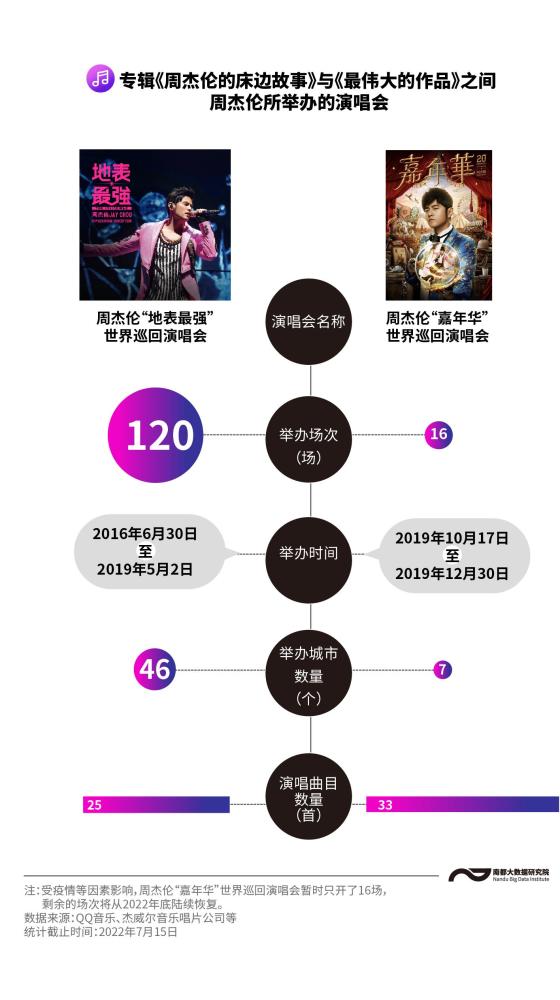 专辑《周杰伦的床边故事》与《最伟大的作品》之间
周杰伦所举办的演唱会
地表
最強
周杰倫JAY CHOU
嘉年華
20
周杰伦“地表最强”
世界巡回演唱会
周杰伦“嘉年华”
世界巡回演唱会
演唱会名称
120
举办场次
（场）
16
2016年6月30日
至
2019年5月2日
举办时间
2019年10月17日
至
2019年12月30日
46
举办城市
数量
（个）
7
25
演唱曲目
数量
（首）
33
南都大数据研究院
Nandu Big Data Institute
注：受疫情等因素影响，周杰伦“嘉年华”世界巡回演唱会暂时只开了16场，
剩余的场次将从2022年底陆续恢复。
数据来源：QQ音乐、杰威尔音乐唱片公司等
统计截止时间：2022年7月15日